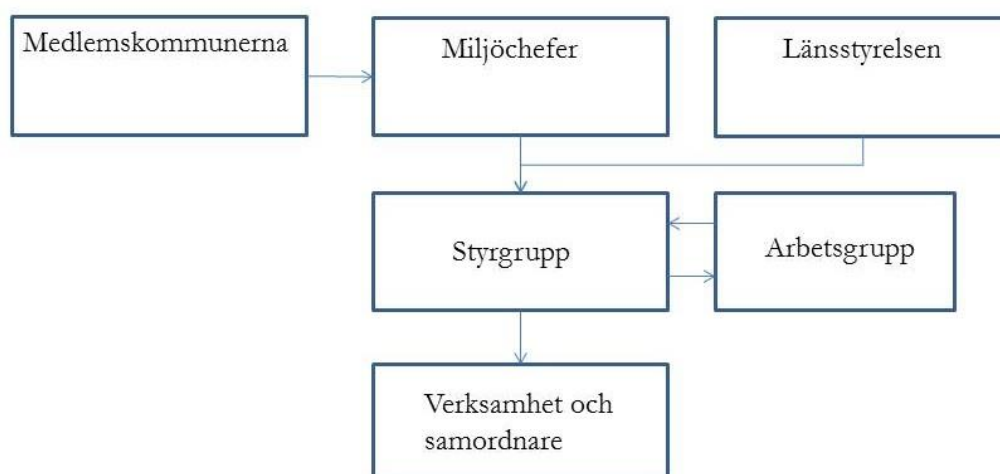 Medlemskommunerna
Miljöchefer
Länsstyrelsen
Styrgrupp
Arbetsgrupp
Verksamhet och
samordnare